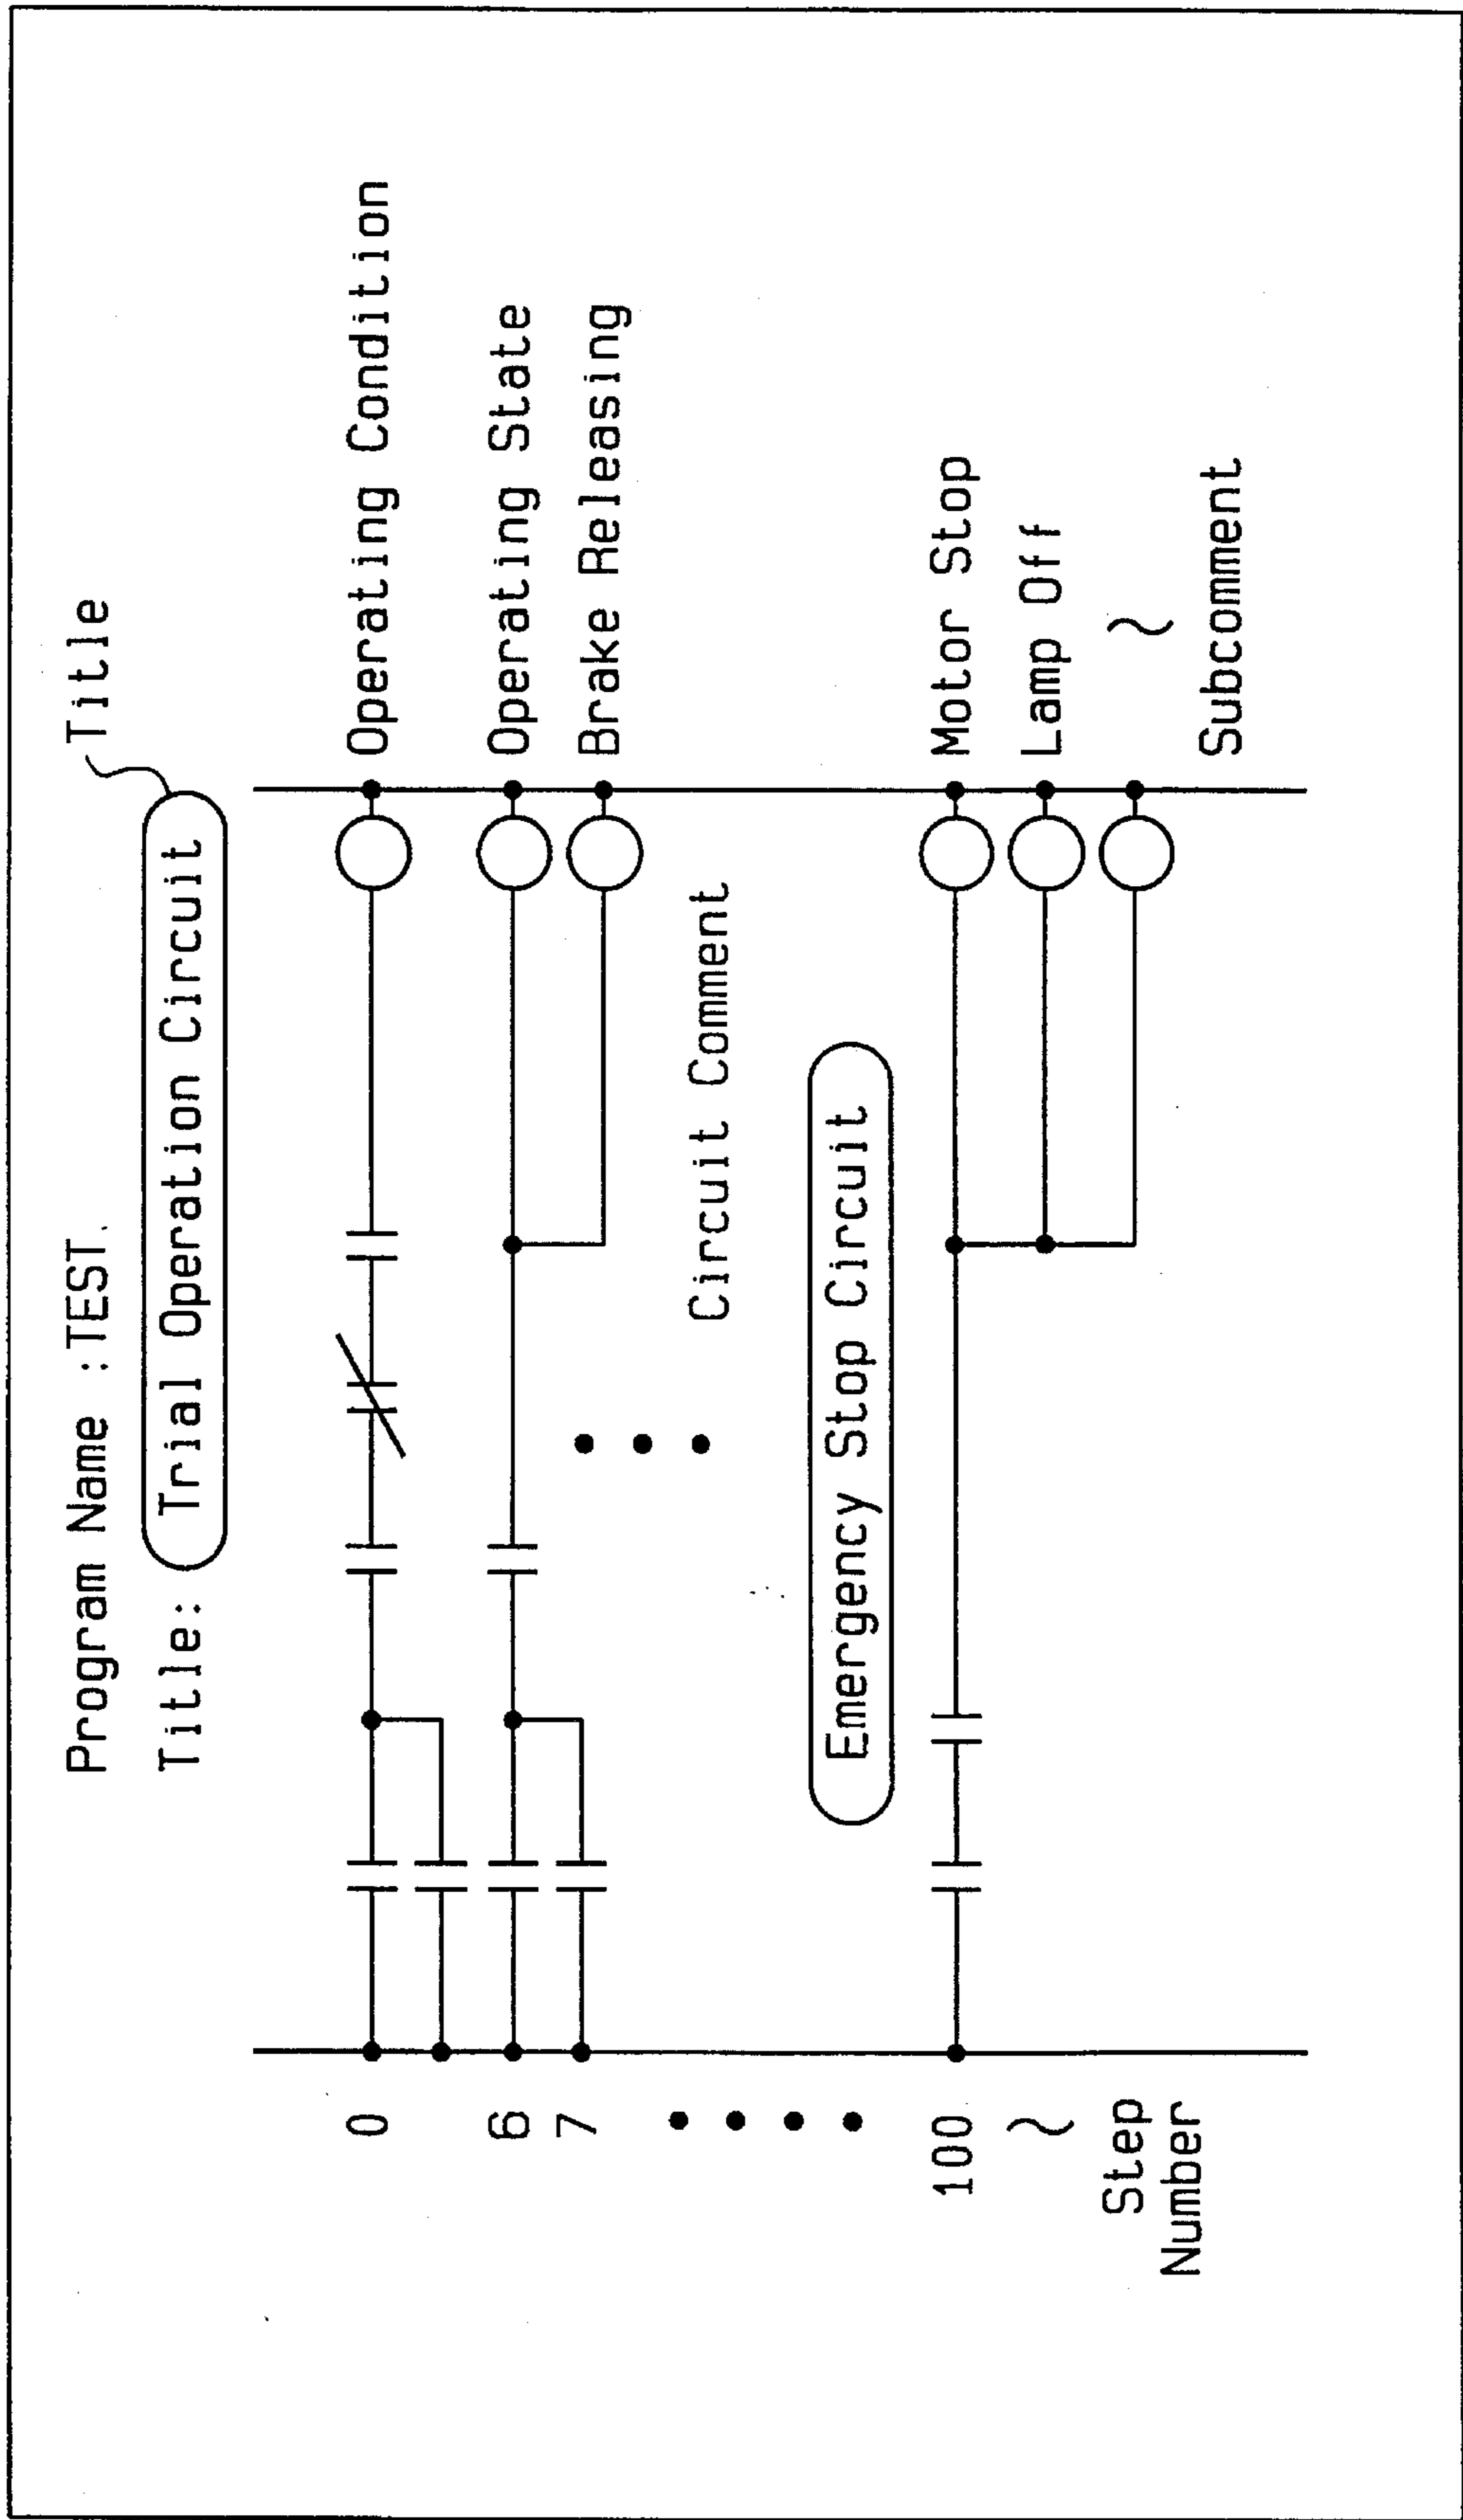 Program Name :TEST
Title
Title: Trial Operation Circuit
0
Operating Condition
6
Operating State
7
Brake Releasing
Circuit Comment
Emergency Stop Circuit
100
Motor Stop
~
Lamp Off
~
Step
Number
Subcomment